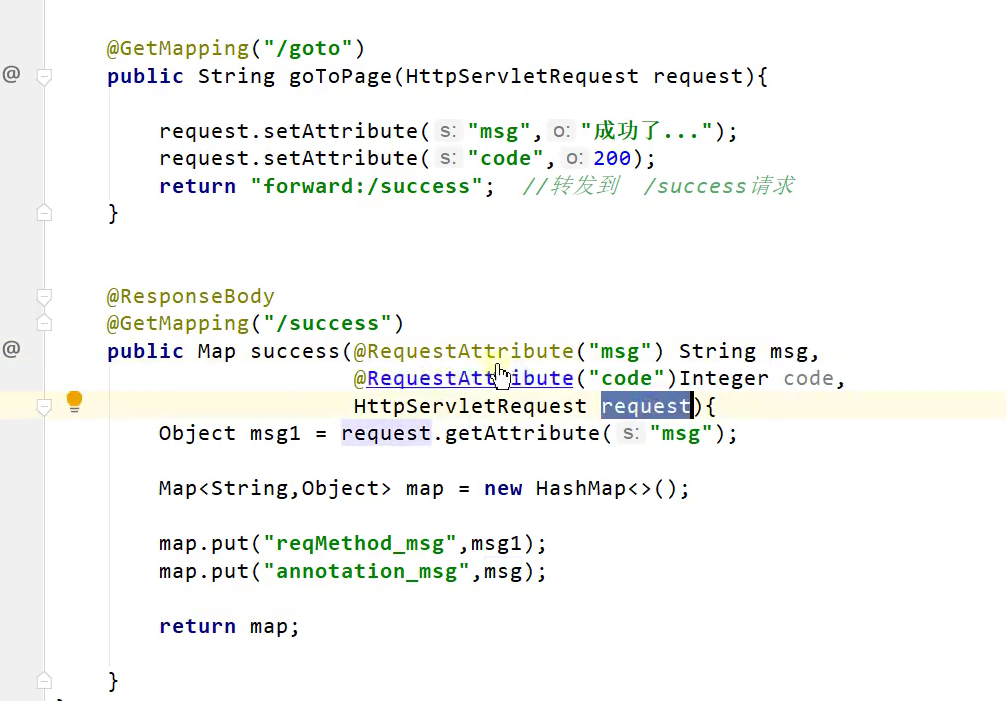 @GetMapping("/goto")
@ public String goToPage(HttpServletRequest request){
request.setAttribute( s: "msg", o: "成功了...");
request.setAttribute( s: "code", o: 200);
return "forward:/success"; //转发到 /success请求
}
@ResponseBody
@GetMapping("/success")
@ public Map success(@RequestAttribute("msg") String msg,
@RequestAttribute("code")Integer code,
HttpServletRequest request){
Object msg1 = request.getAttribute( s: "msg");
Map<String,Object> map = new HashMap<>();
map.put("reqMethod_msg",msg1);
map.put("annotation_msg",msg);
return map;
}